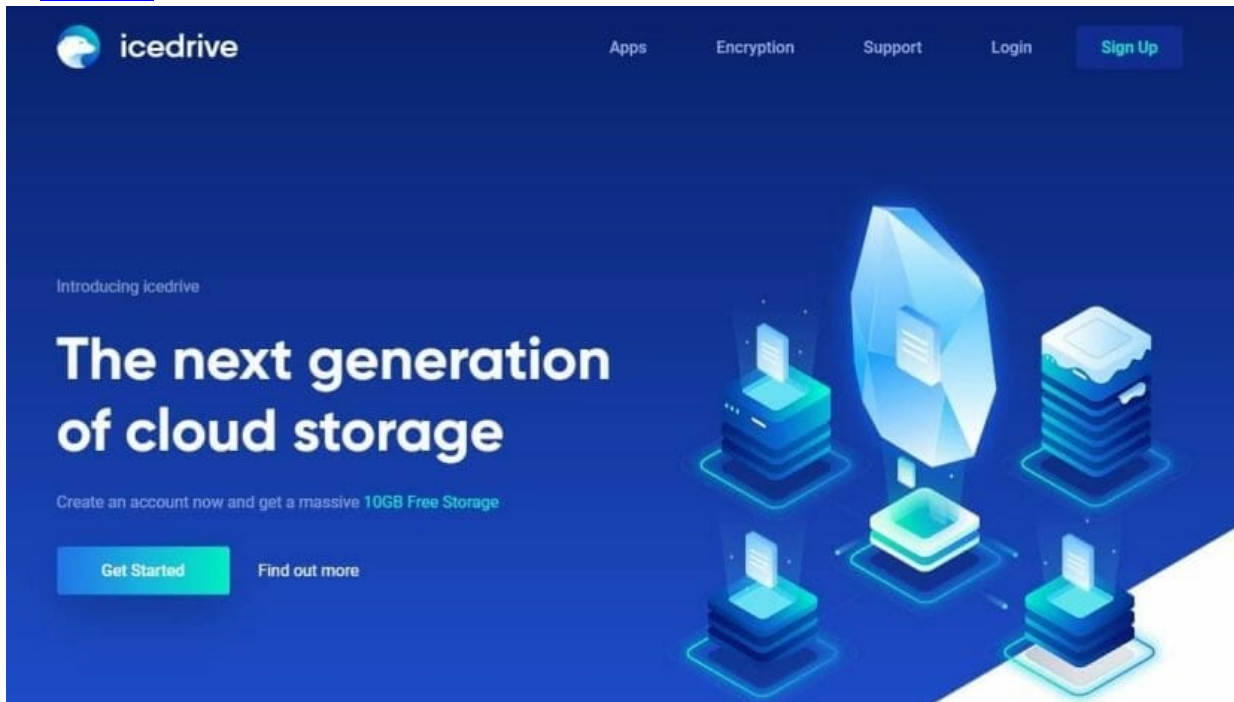 icedrive
Apps Encryption Support Login Sign Up
Introducing icedrive
The next generation
of cloud storage
Create an account now and get a massive 10GB Free Storage
Get Started Find out more